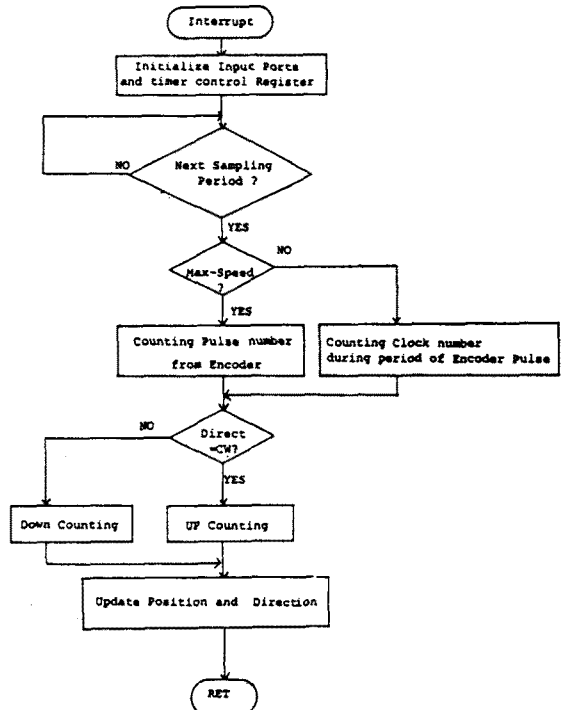 Interrupt
Initialize Input Ports
and timer control Register
NO
Next Sampling
Period ?
YES
NO
Max-Speed
?
YES
Counting Pulse number
from Encoder
Counting Clock number
during period of Encoder Pulse
NO
Direct
=CW?
YES
Down Counting
UP Counting
Update Position and Direction
RET